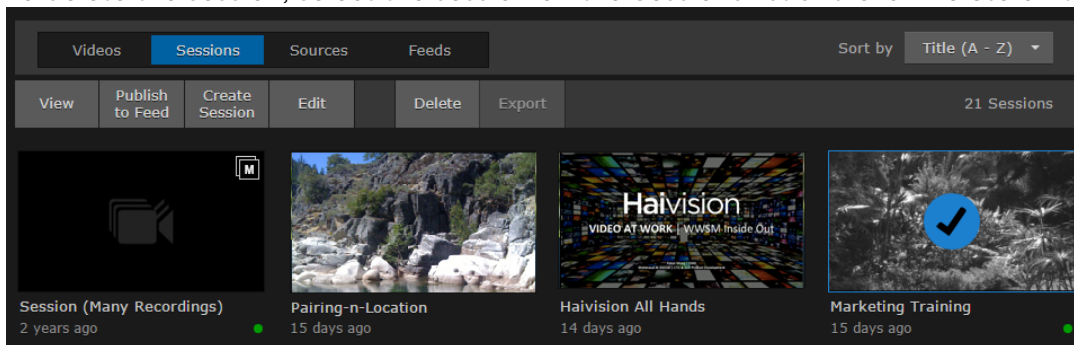 Videos Sessions Sources Feeds Sort by Title (A - Z)
View Publish to Feed Create Session Edit Delete Export 21 Sessions
M
Haivision
VIDEO AT WORK | WWSM Inside Out
Session (Many Recordings) Pairing-n-Location Haivision All Hands Marketing Training
2 years ago 15 days ago 14 days ago 15 days ago